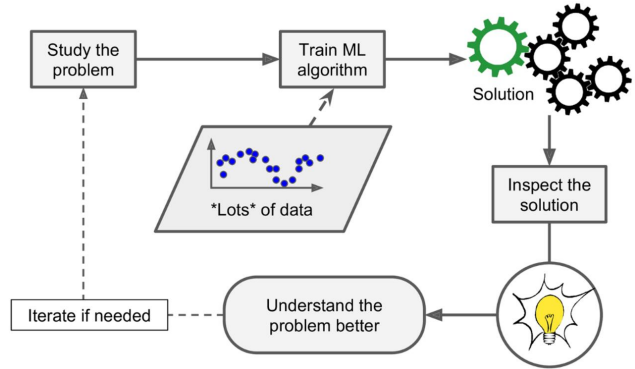 Study the
problem
Train ML
algorithm
Solution
*Lots* of data
Inspect the
solution
Understand the
problem better
Iterate if needed